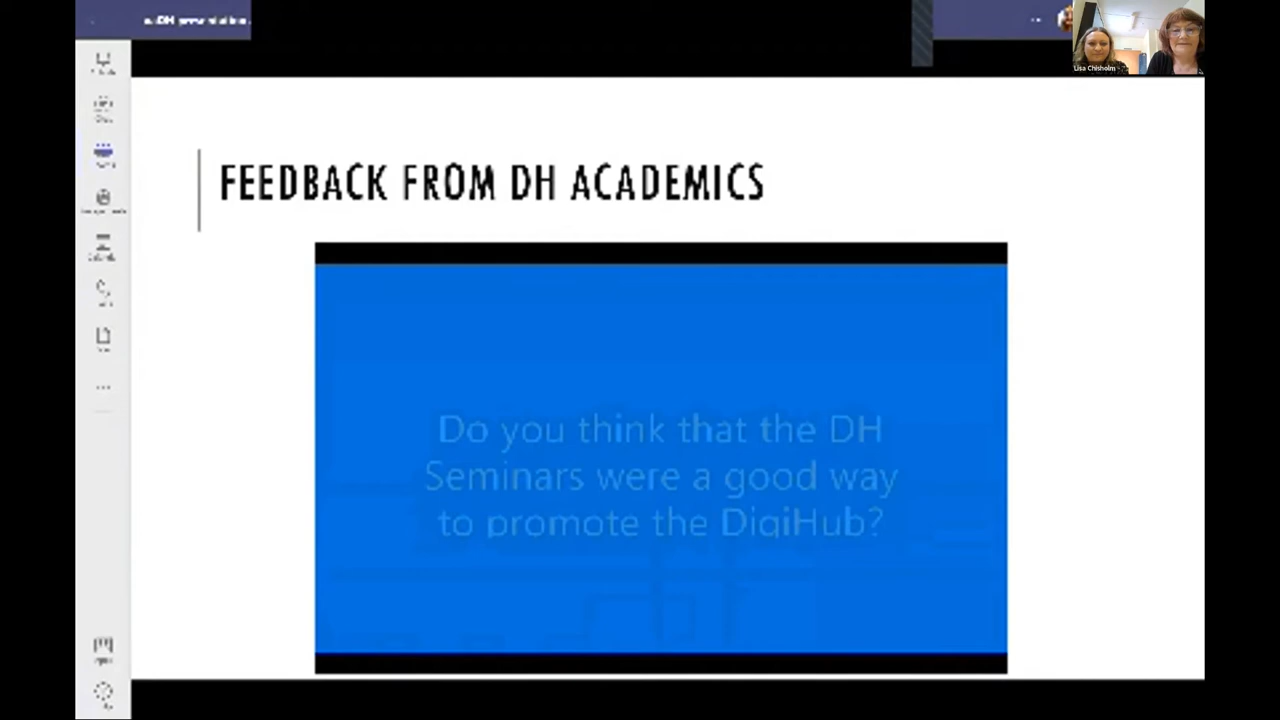 presentation
Lisa Chisholm
FEEDBACK FROM DH ACADEMICS
Do you think that the DH
Seminars were a good way
to promote the DigiHub?